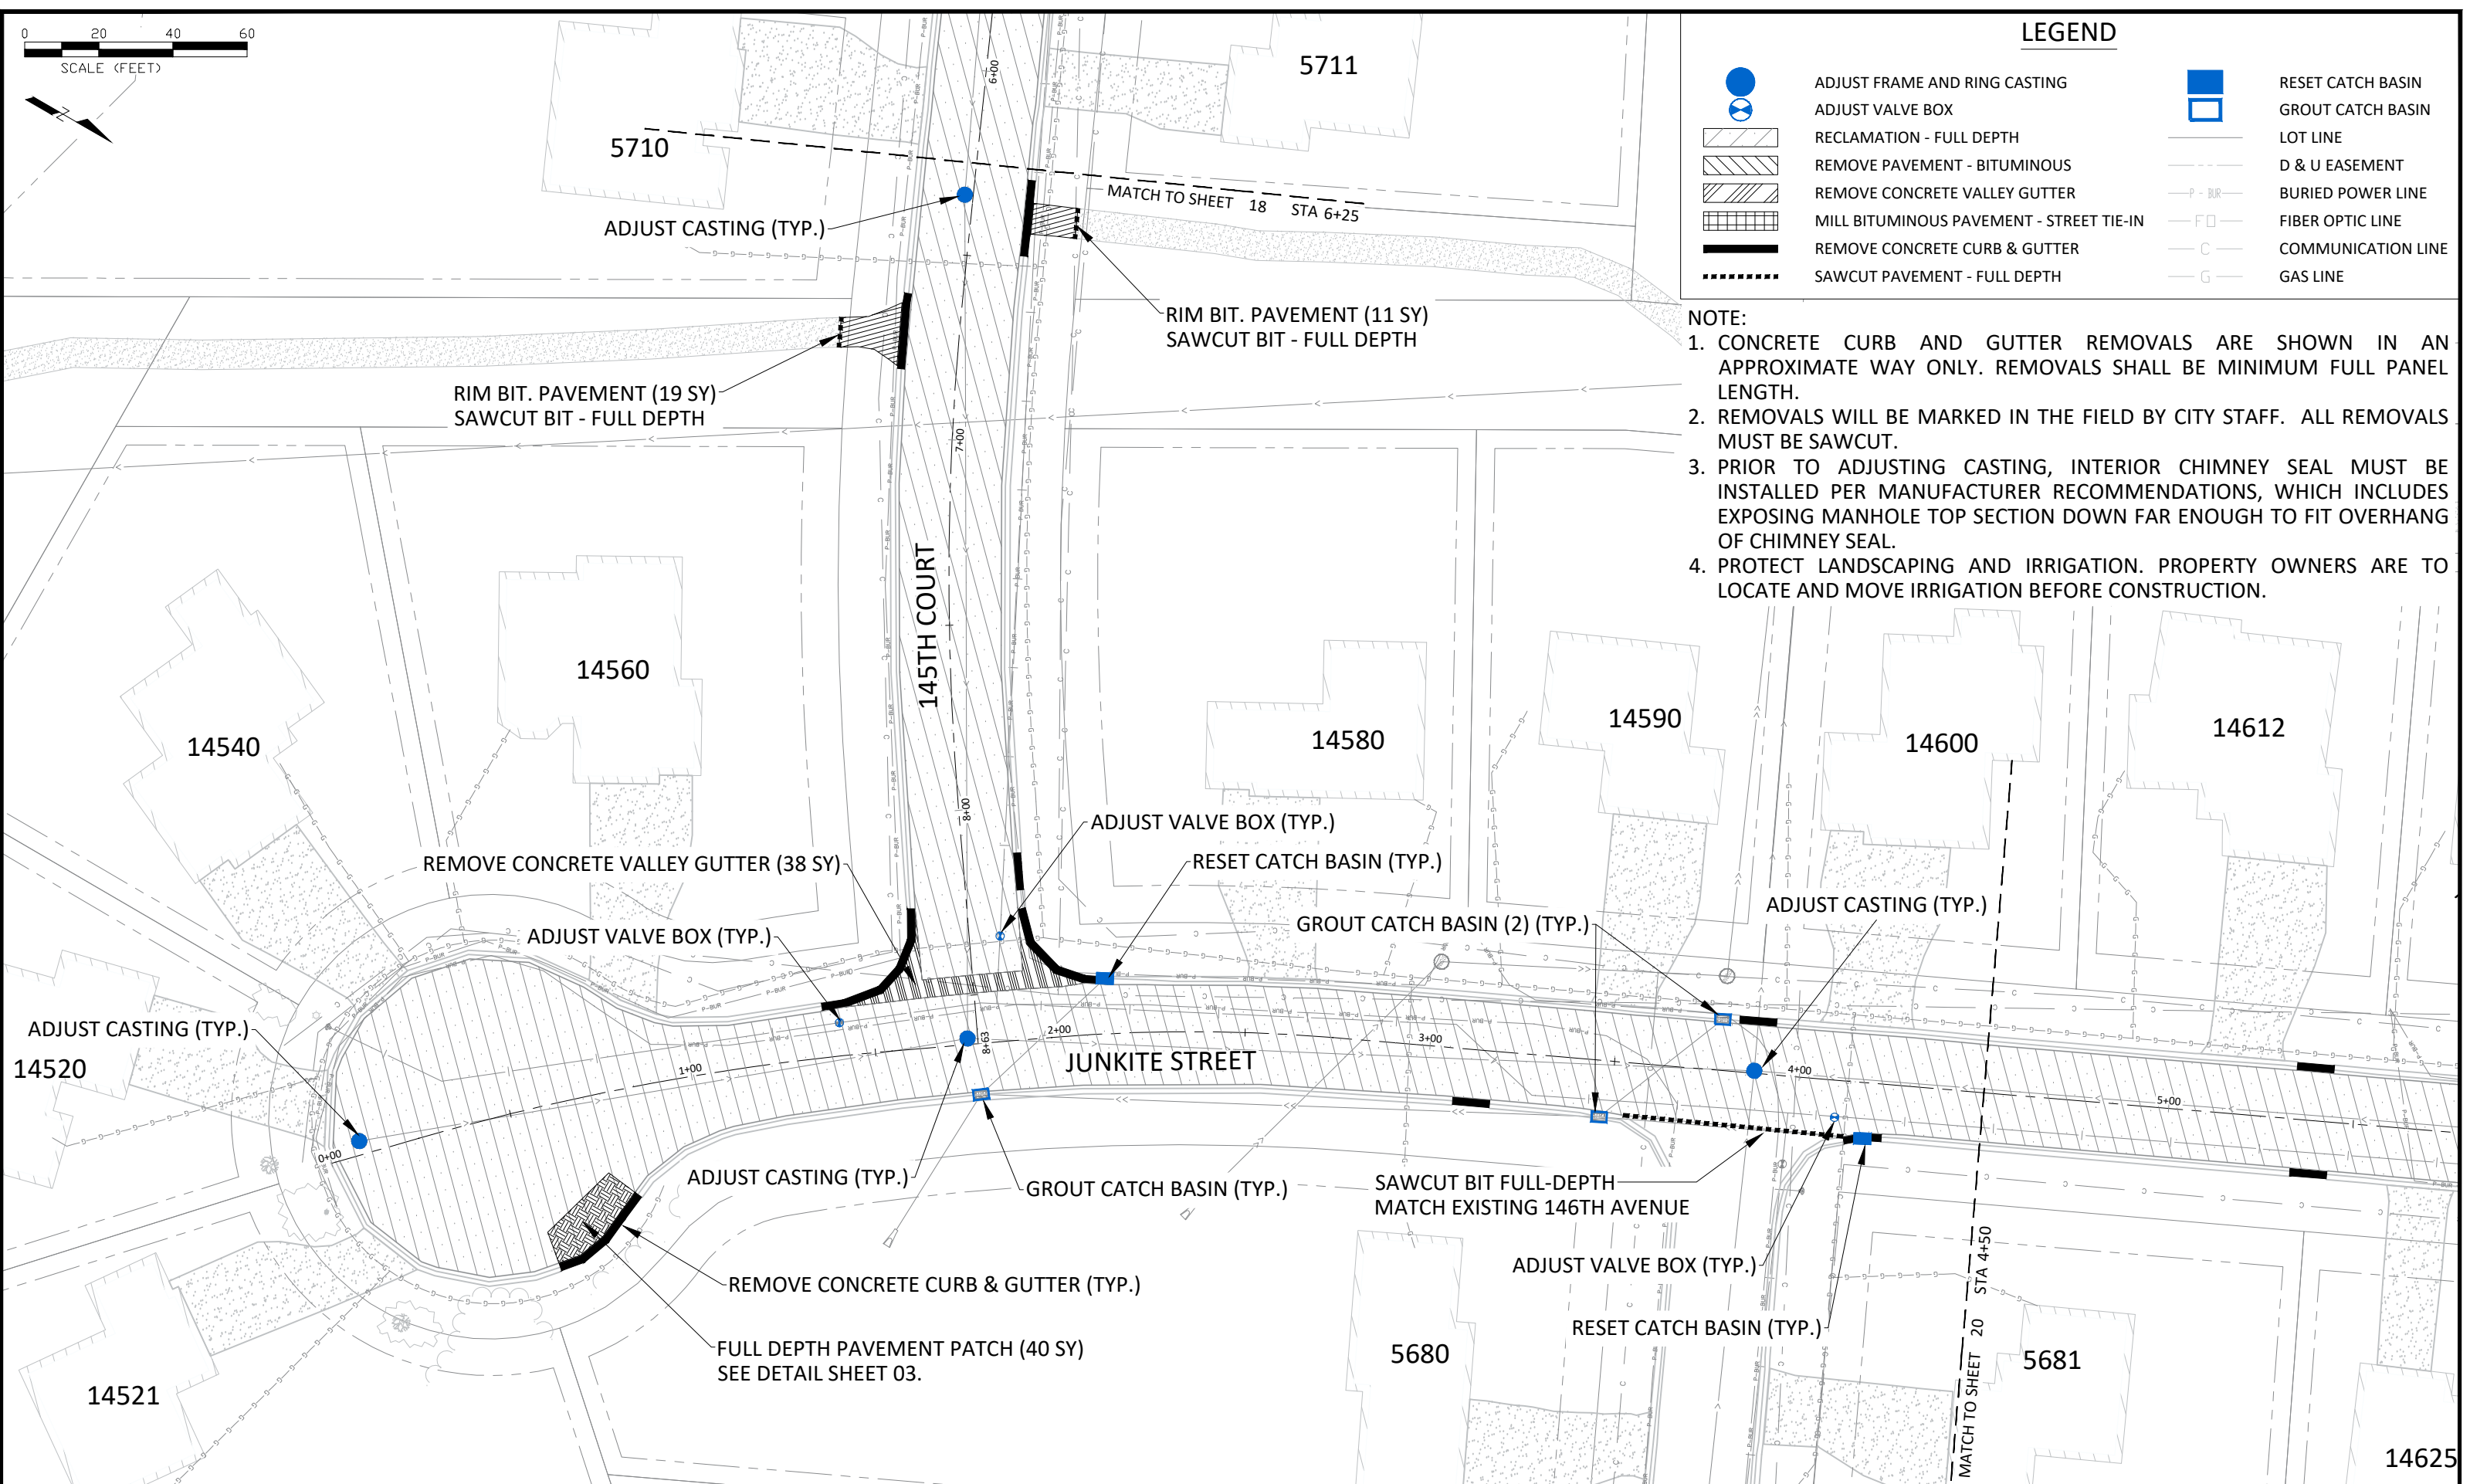 0 20 40 60
SCALE (FEET)
Z
LEGEND
ADJUST FRAME AND RING CASTING
ADJUST VALVE BOX
RECLAMATION - FULL DEPTH
REMOVE PAVEMENT - BITUMINOUS
REMOVE CONCRETE VALLEY GUTTER
MILL BITUMINOUS PAVEMENT - STREET TIE-IN
REMOVE CONCRETE CURB & GUTTER
SAWCUT PAVEMENT - FULL DEPTH
RESET CATCH BASIN
GROUT CATCH BASIN
LOT LINE
D & U EASEMENT
P - BUR BURIED POWER LINE
FO FIBER OPTIC LINE
C COMMUNICATION LINE
G GAS LINE
NOTE:
1. CONCRETE CURB AND GUTTER REMOVALS ARE SHOWN IN AN
APPROXIMATE WAY ONLY. REMOVALS SHALL BE MINIMUM FULL PANEL
LENGTH.
2. REMOVALS WILL BE MARKED IN THE FIELD BY CITY STAFF. ALL REMOVALS
MUST BE SAWCUT.
3. PRIOR TO ADJUSTING CASTING, INTERIOR CHIMNEY SEAL MUST BE
INSTALLED PER MANUFACTURER RECOMMENDATIONS, WHICH INCLUDES
EXPOSING MANHOLE TOP SECTION DOWN FAR ENOUGH TO FIT OVERHANG
OF CHIMNEY SEAL.
4. PROTECT LANDSCAPING AND IRRIGATION. PROPERTY OWNERS ARE TO
LOCATE AND MOVE IRRIGATION BEFORE CONSTRUCTION.
5711
5710
6+00
MATCH TO SHEET 18 STA 6+25
ADJUST CASTING (TYP.)
RIM BIT. PAVEMENT (11 SY)
SAWCUT BIT - FULL DEPTH
RIM BIT. PAVEMENT (19 SY)
SAWCUT BIT - FULL DEPTH
7+00
145TH COURT
8+00
14540
14560
14580
14590
14600
14612
ADJUST VALVE BOX (TYP.)
RESET CATCH BASIN (TYP.)
REMOVE CONCRETE VALLEY GUTTER (38 SY)
ADJUST VALVE BOX (TYP.)
GROUT CATCH BASIN (2) (TYP.)
ADJUST CASTING (TYP.)
ADJUST CASTING (TYP.)
14520
0+00
1+00
8+63
2+00
3+00
4+00
5+00
JUNKITE STREET
ADJUST CASTING (TYP.)
GROUT CATCH BASIN (TYP.)
SAWCUT BIT FULL-DEPTH
MATCH EXISTING 146TH AVENUE
ADJUST VALVE BOX (TYP.)
REMOVE CONCRETE CURB & GUTTER (TYP.)
RESET CATCH BASIN (TYP.)
FULL DEPTH PAVEMENT PATCH (40 SY)
SEE DETAIL SHEET 03.
MATCH TO SHEET 20 STA 4+50
14521
5680
5681
14625